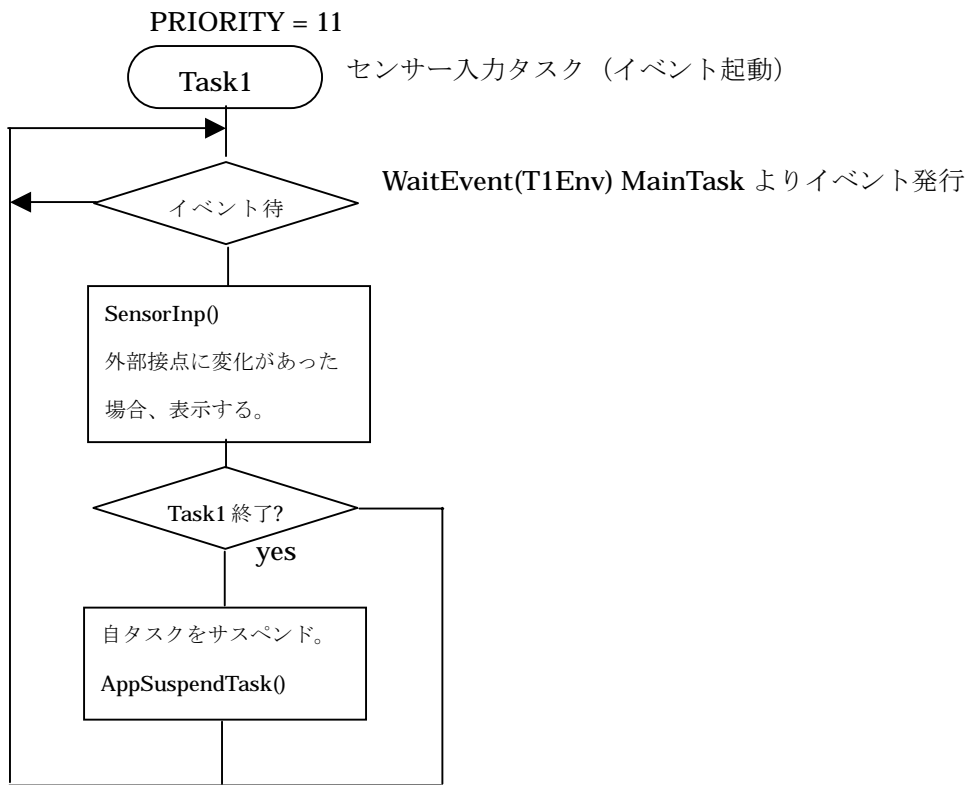 PRIORITY = 11
Task1
センサー入力タスク（イベント起動）
WaitEvent(T1Env) MainTask よりイベント発行
イベント待
SensorInp()
外部接点に変化があった
場合、表示する。
Task1 終了?
yes
自タスクをサスペンド。
AppSuspendTask()